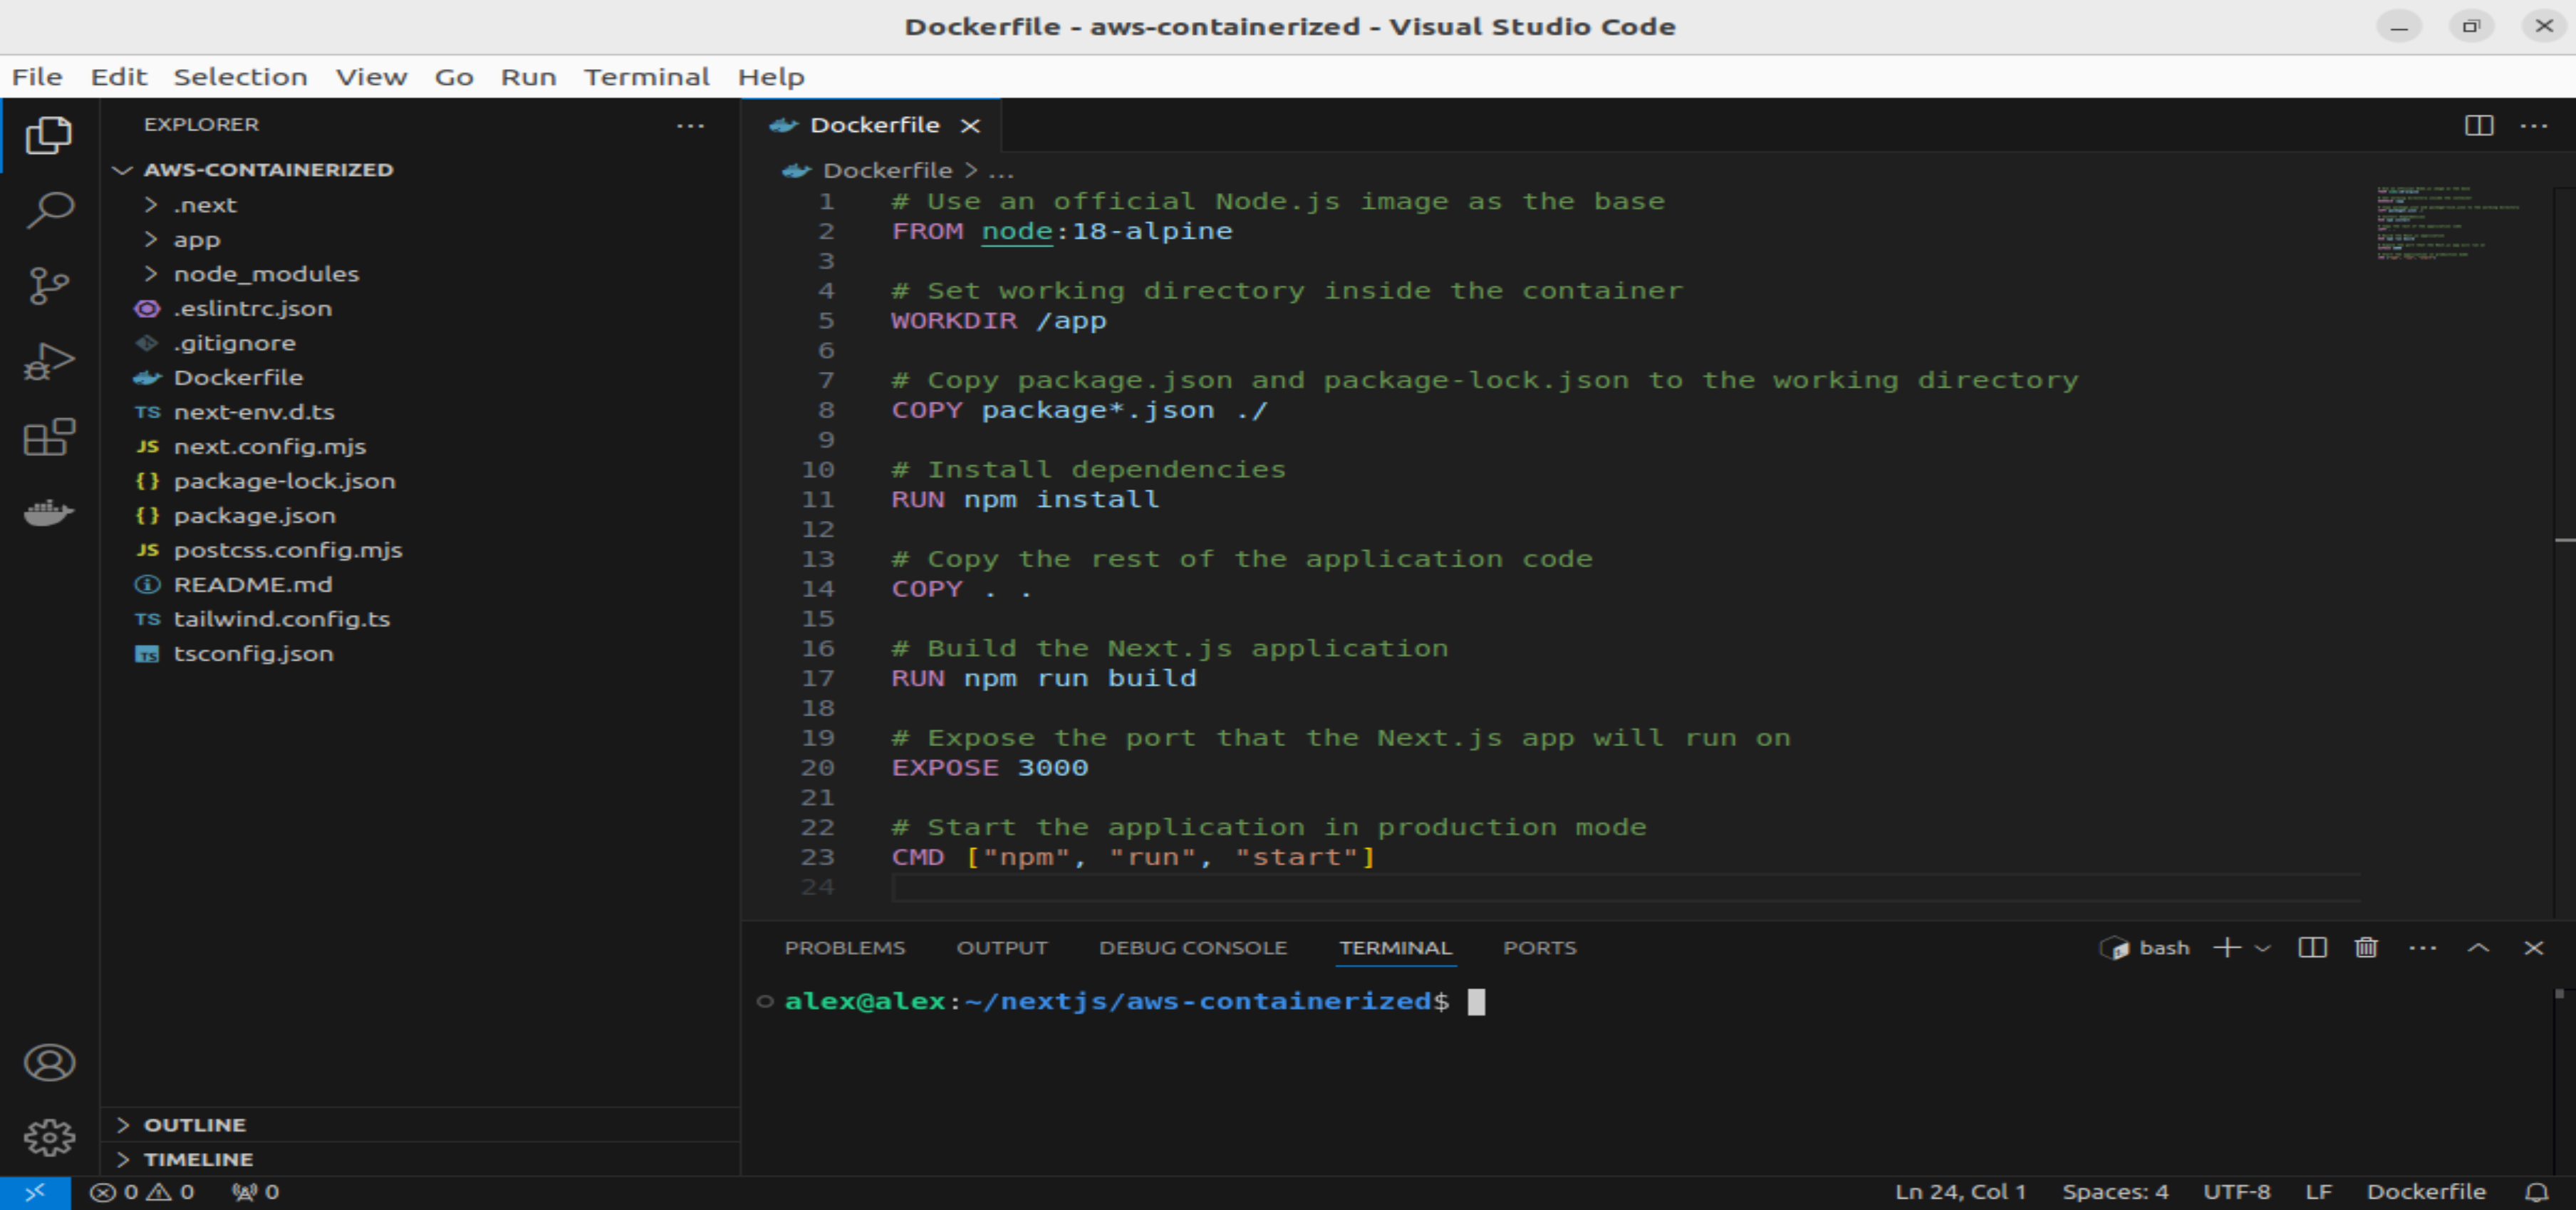 Dockerfile - aws-containerized - Visual Studio Code
File Edit Selection View Go Run Terminal Help
EXPLORER
AWS-CONTAINERIZED
.next
app
node_modules
.eslintrc.json
.gitignore
Dockerfile
TS next-env.d.ts
JS next.config.mjs
{} package-lock.json
{} package.json
JS postcss.config.mjs
README.md
TS tailwind.config.ts
TS tsconfig.json
OUTLINE
TIMELINE
Dockerfile
Dockerfile > ...
1 # Use an official Node.js image as the base
2 FROM node:18-alpine
3
4 # Set working directory inside the container
5 WORKDIR /app
6
7 # Copy package.json and package-lock.json to the working directory
8 COPY package*.json ./
9
10 # Install dependencies
11 RUN npm install
12
13 # Copy the rest of the application code
14 COPY . .
15
16 # Build the Next.js application
17 RUN npm run build
18
19 # Expose the port that the Next.js app will run on
20 EXPOSE 3000
21
22 # Start the application in production mode
23 CMD ["npm", "run", "start"]
24
PROBLEMS OUTPUT DEBUG CONSOLE TERMINAL PORTS
bash
alex@alex:~/nextjs/aws-containerized$
0 0 0
Ln 24, Col 1 Spaces: 4 UTF-8 LF Dockerfile